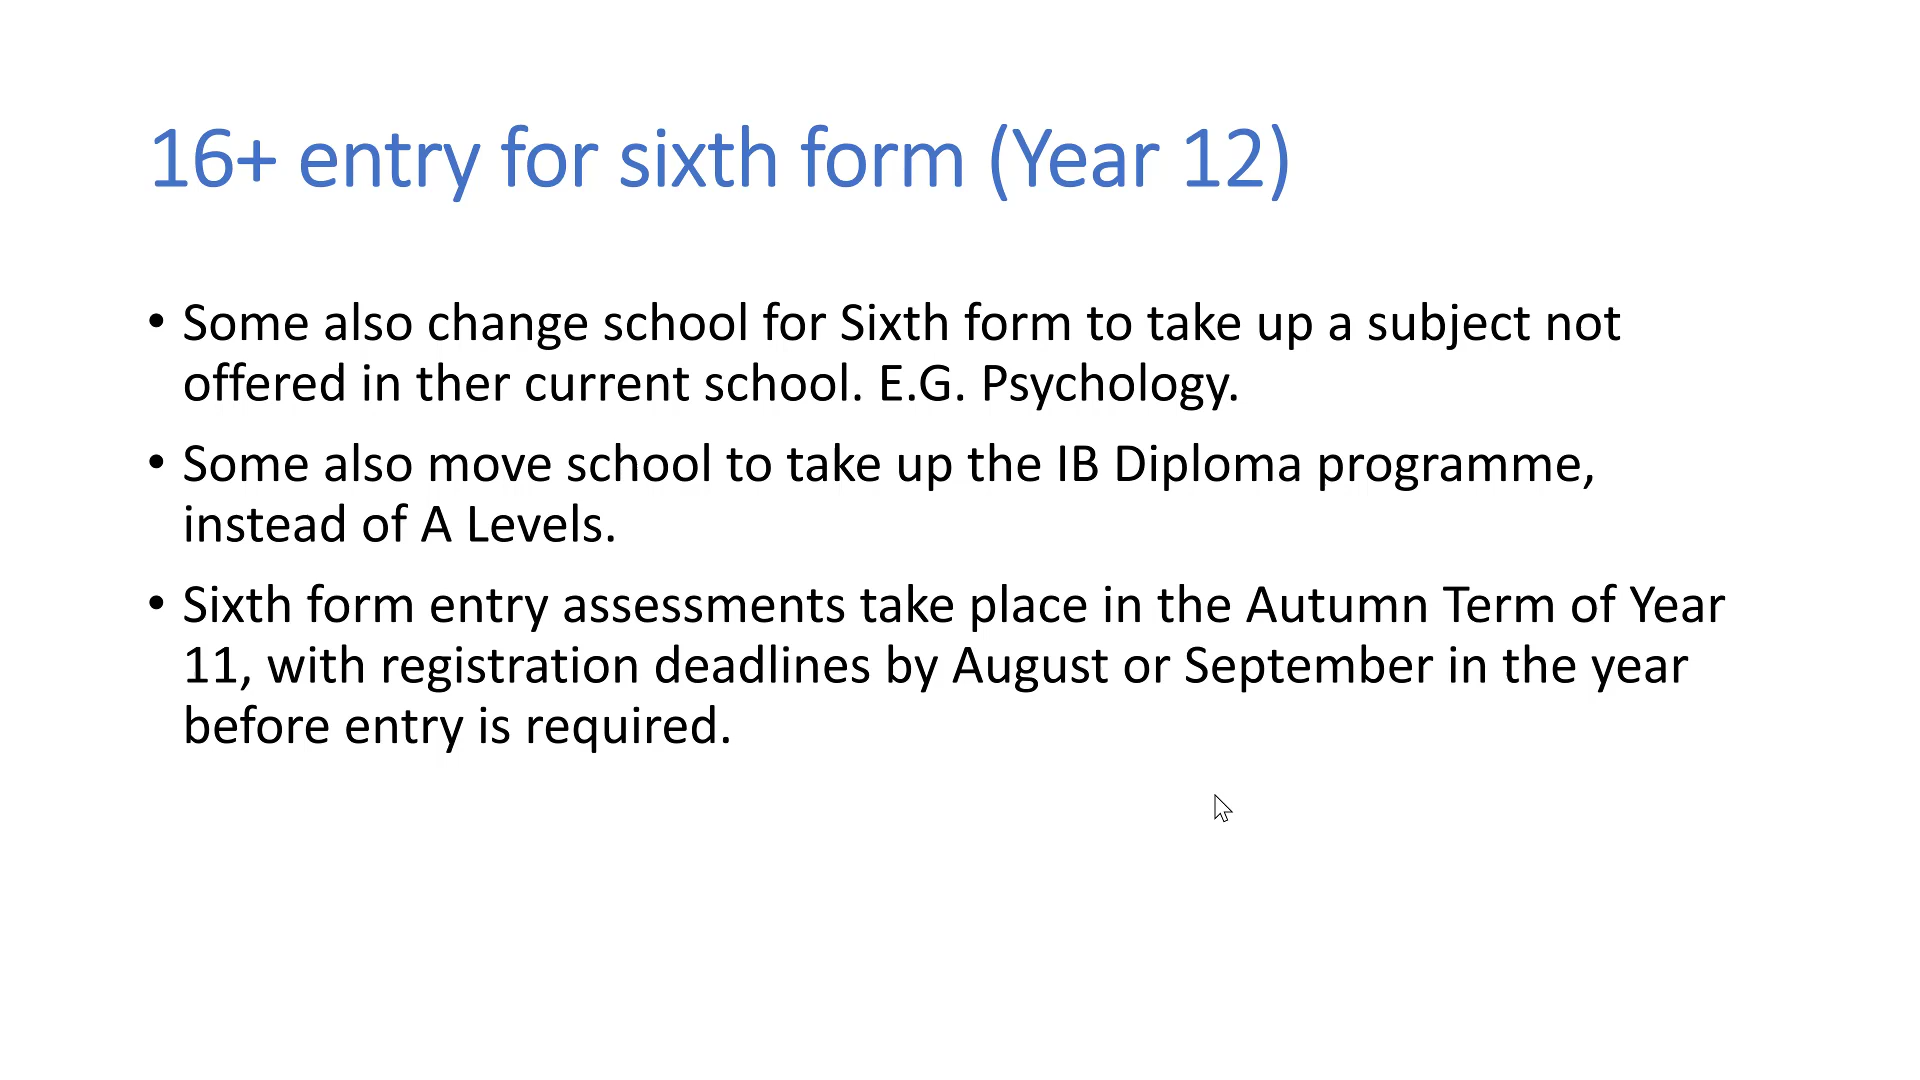 16+ entry for sixth form (Year 12)
• Some also change school for Sixth form to take up a subject not
offered in ther current school. E.G. Psychology.
• Some also move school to take up the IB Diploma programme,
instead of A Levels.
• Sixth form entry assessments take place in the Autumn Term of Year
11, with registration deadlines by August or September in the year
before entry is required.